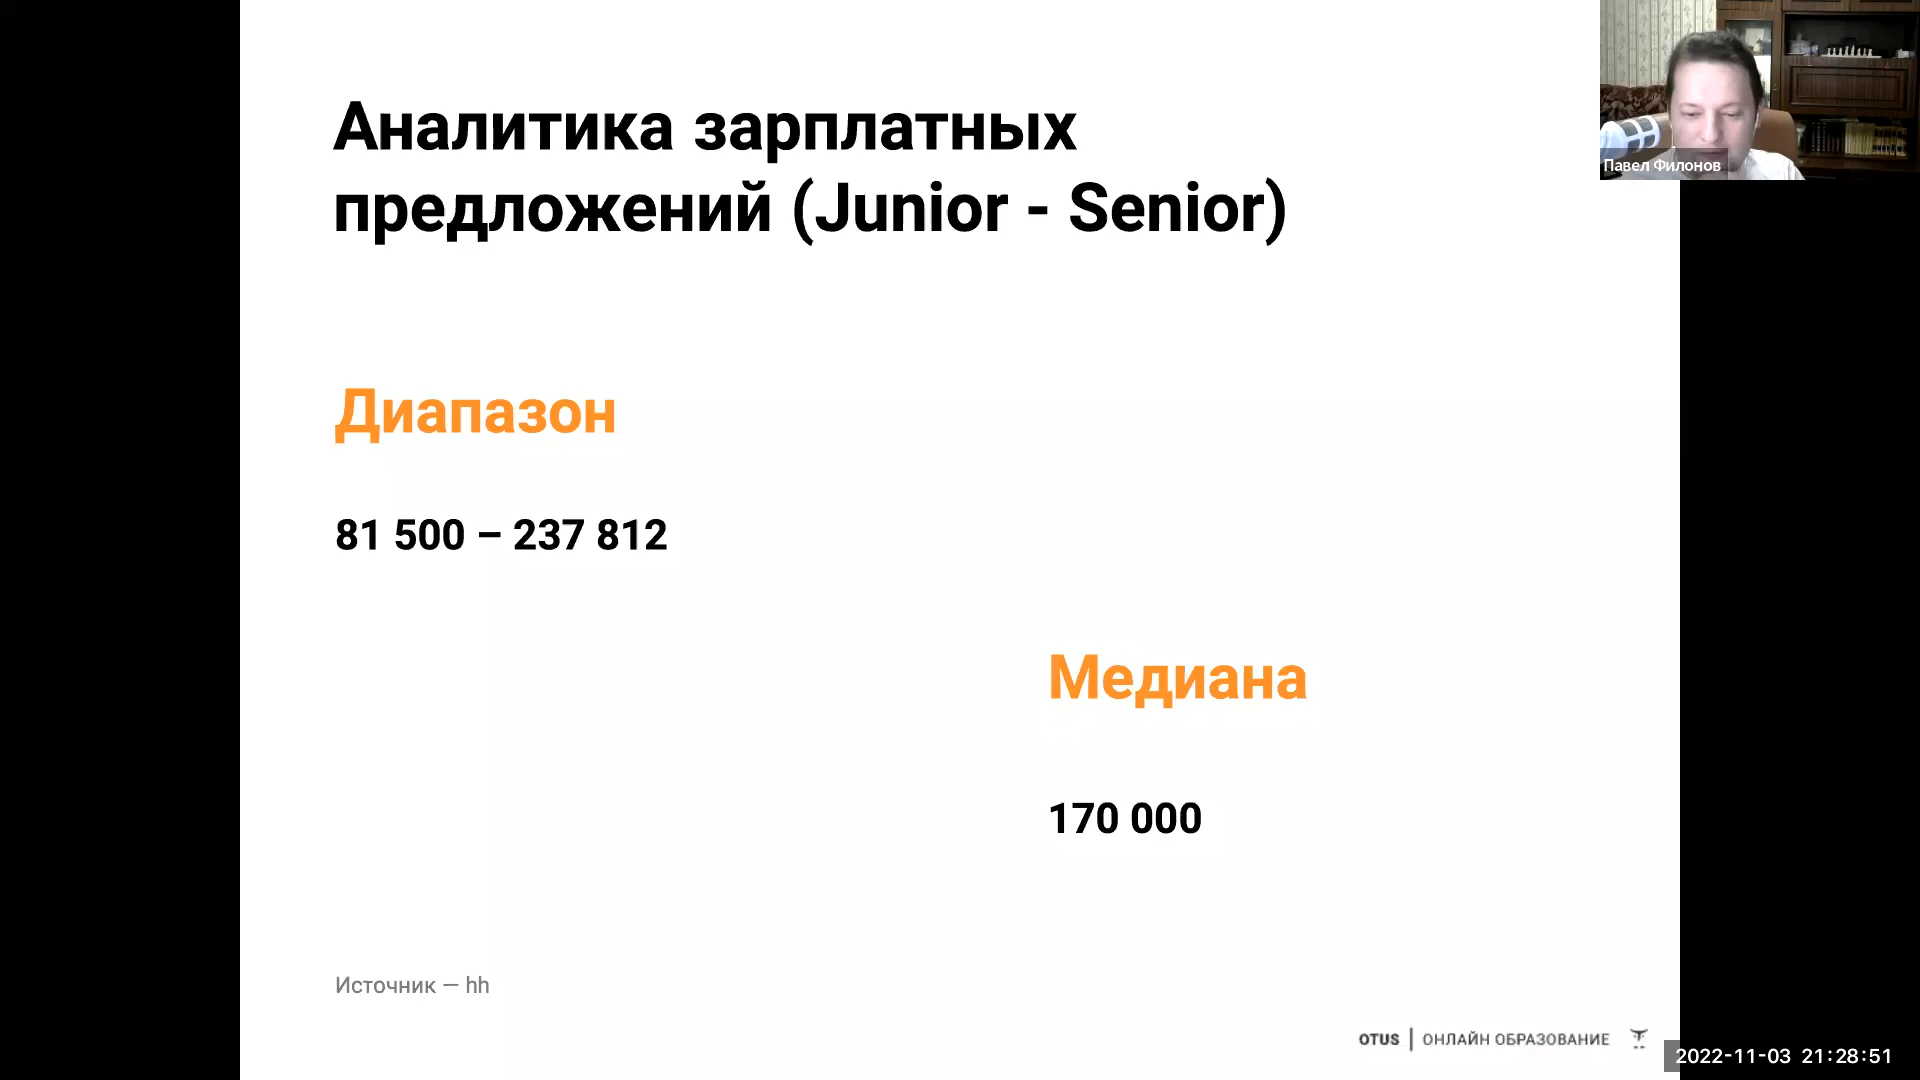 Аналитика зарплатных
предложений (Junior - Senior)
Павел Филонов
Диапазон
81 500 – 237 812
Медиана
170 000
Источник — hh
OTUS | ОНЛАЙН ОБРАЗОВАНИЕ
2022-11-03 21:28:51